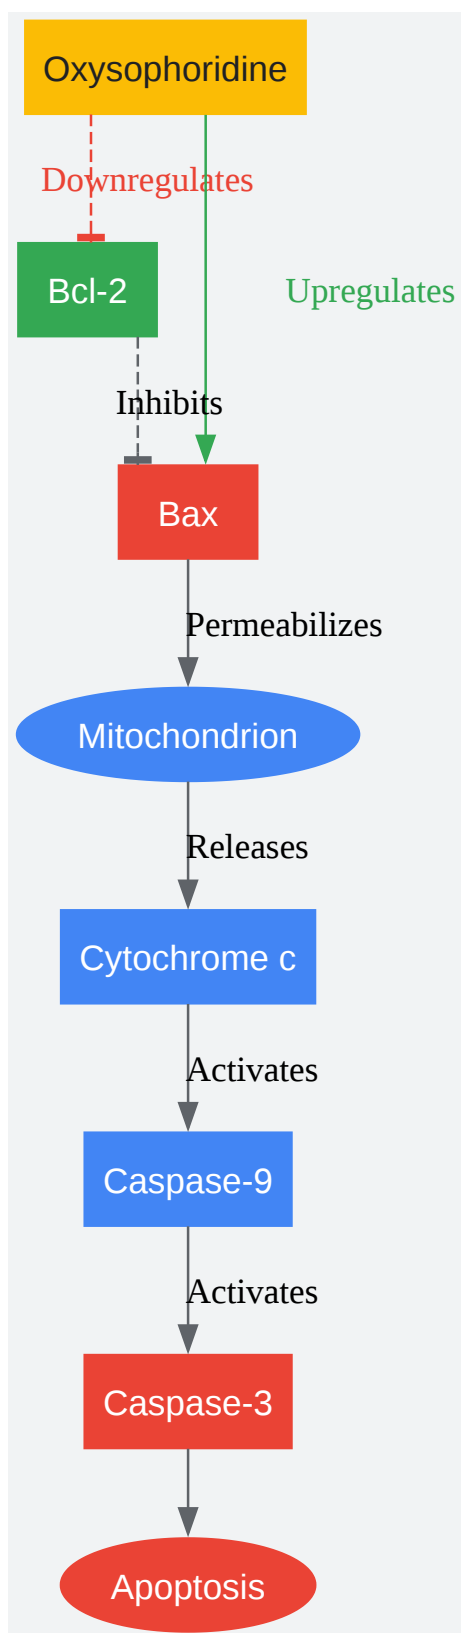 Oxysophoridine
Downregulates
Bcl-2
Upregulates
Inhibits
Bax
Permeabilizes
Mitochondrion
Releases
Cytochrome c
Activates
Caspase-9
Activates
Caspase-3
Apoptosis